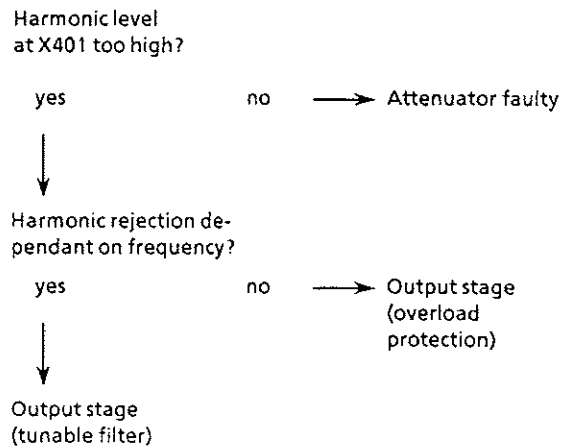 Harmonic level
at X401 too high?
yes no Attenuator faulty
Harmonic rejection de-
pendant on frequency?
yes no Output stage
(overload
protection)
Output stage
(tunable filter)